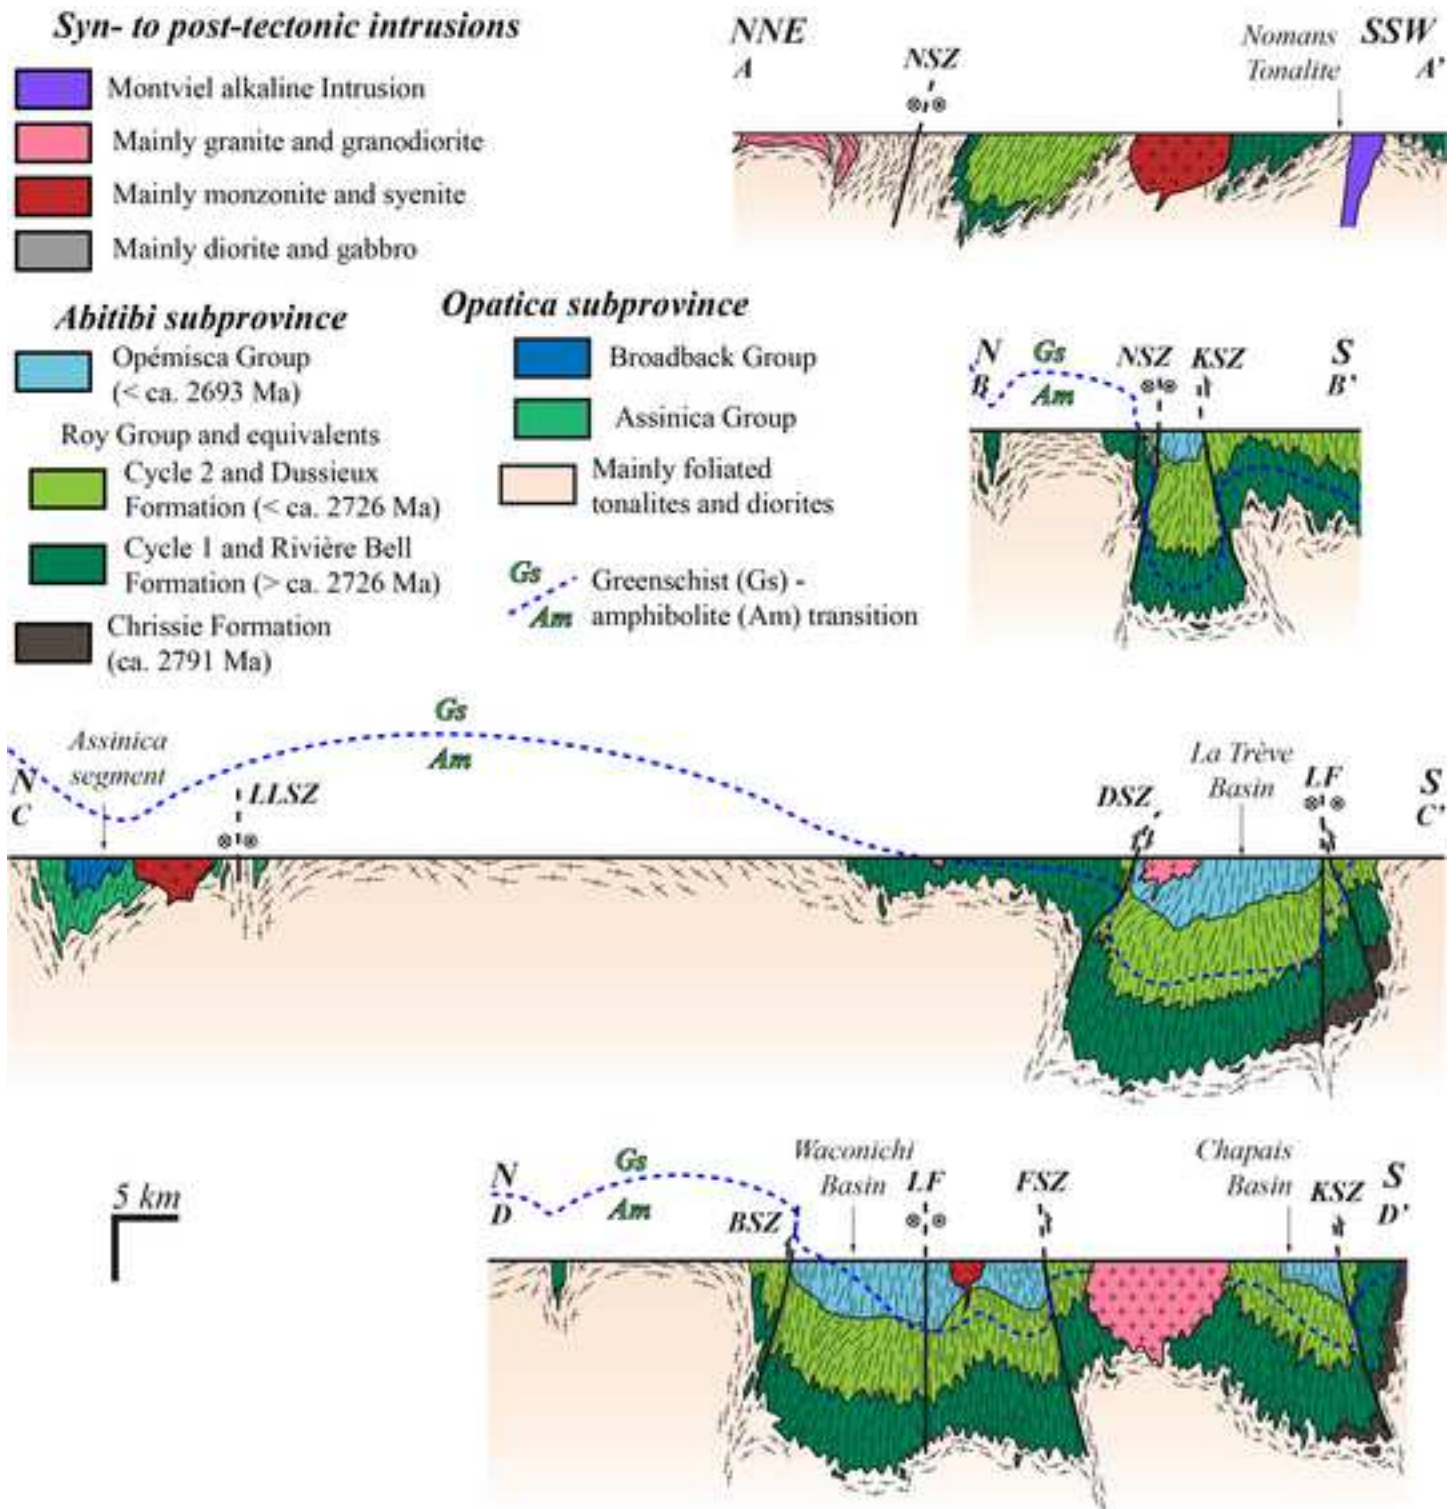 Syn- to post-tectonic intrusions
Montviel alkaline Intrusion
Mainly granite and granodiorite
Mainly monzonite and syenite
Mainly diorite and gabbro
Abitibi subprovince
Opémisca Group
(< ca. 2693 Ma)
Roy Group and equivalents
Cycle 2 and Dussieux
Formation (< ca. 2726 Ma)
Cycle 1 and Rivière Bell
Formation (> ca. 2726 Ma)
Chrissie Formation
(ca. 2791 Ma)
Opatica subprovince
Broadback Group
Assinica Group
Mainly foliated
tonalites and diorites
Gs
Am
Greenschist (Gs) -
amphibolite (Am) transition
NNE
A
NSZ
Nomans
Tonalite
SSW
A'
N
B
Gs
Am
NSZ
KSZ
S
B'
N
C
Assinica
segment
LLSZ
Gs
Am
DSZ
La Trève
Basin
LF
S
C'
5 km
N
D
Gs
Am
BSZ
Waconichi
Basin
LF
FSZ
Chapais
Basin
KSZ
S
D'